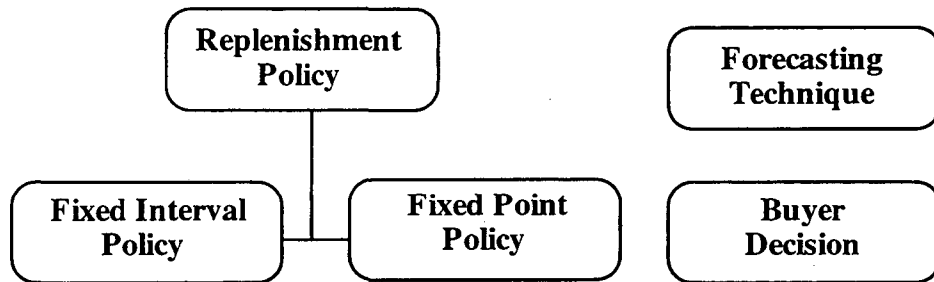 Replenishment
Policy
Forecasting
Technique
Fixed Interval
Policy
Fixed Point
Policy
Buyer
Decision